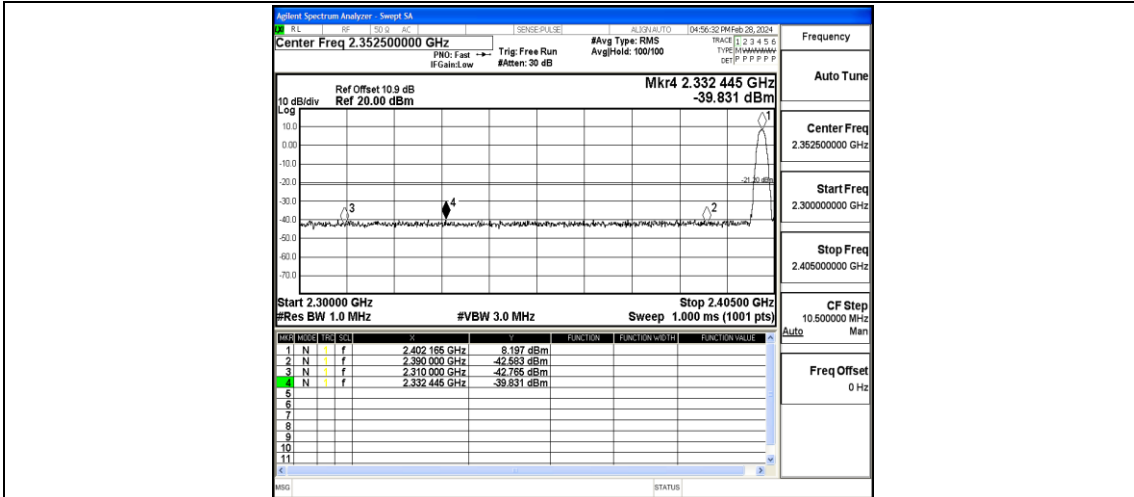 Agilent Spectrum Analyzer - Swept SA
RL RF 50 Ω AC SENSE:PULSE ALIGN AUTO 04:56:32 PM Feb 28, 2024
Center Freq 2.352500000 GHz #Avg Type: RMS TRACE 1 2 3 4 5 6
PNO: Fast Trig: Free Run Avg|Hold: 100/100 TYPE M WWWWW
IFGain:Low #Atten: 30 dB DET P P P P P P
Frequency
Auto Tune
Center Freq
2.352500000 GHz
Start Freq
2.300000000 GHz
Stop Freq
2.405000000 GHz
CF Step
10.500000 MHz
Auto Man
Freq Offset
0 Hz
Mkr4 2.332 445 GHz
Ref Offset 10.9 dB
-39.831 dBm
10 dB/div Ref 20.00 dBm
Log
10.0
0.00
-10.0
-20.0
-30.0
-40.0
-50.0
-60.0
-70.0
1
-21.20 dBm
3
4
2
Start 2.30000 GHz Stop 2.40500 GHz
#Res BW 1.0 MHz #VBW 3.0 MHz Sweep 1.000 ms (1001 pts)
MKR MODE TRC SCL X Y FUNCTION FUNCTION WIDTH FUNCTION VALUE
1 N 1 f 2.402 165 GHz 8.197 dBm
2 N 1 f 2.390 000 GHz -42.583 dBm
3 N 1 f 2.310 000 GHz -42.765 dBm
4 N 1 f 2.332 445 GHz -39.831 dBm
5
6
7
8
9
10
11
MSG STATUS